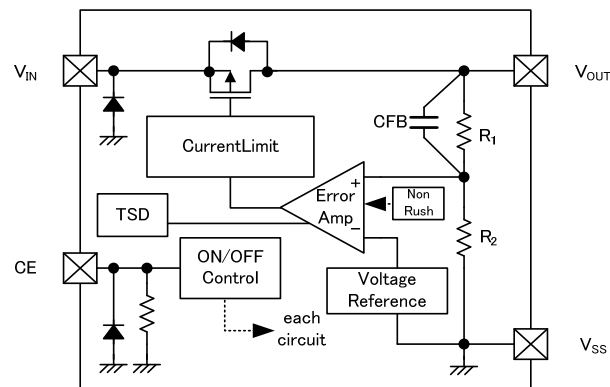 VIN
VOUT
CFB
R1
CurrentLimit
+
Error
Amp
−
Non
Rush
TSD
R2
CE
ON/OFF
Control
Voltage
Reference
each
circuit
VSS